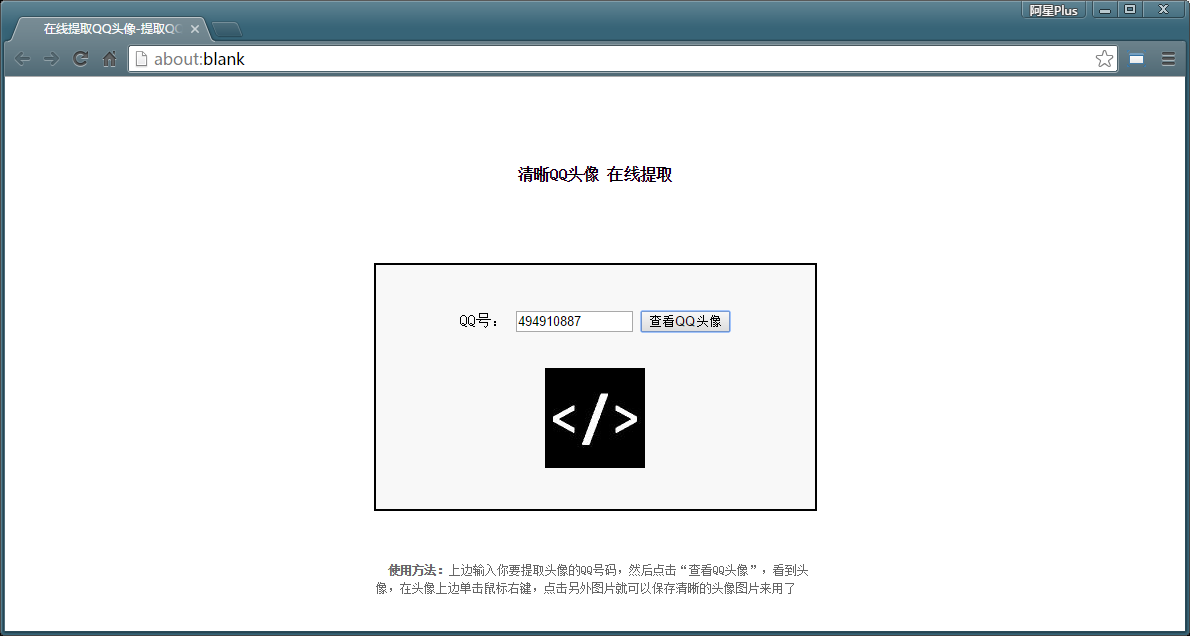 阿星Plus
在线提取QQ头像-提取QQ
about:blank
清晰QQ头像 在线提取
QQ号： 494910887 查看QQ头像
</>
使用方法：上边输入你要提取头像的QQ号码，然后点击“查看QQ头像”，看到头
像，在头像上边单击鼠标右键，点击另外图片就可以保存清晰的头像图片来用了